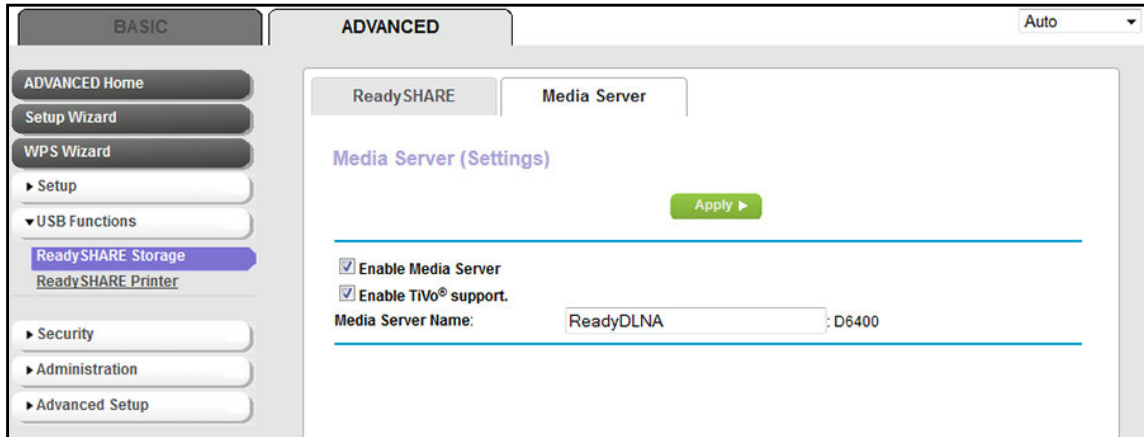 BASIC
ADVANCED
Auto
ADVANCED Home
Setup Wizard
WPS Wizard
Setup
USB Functions
ReadySHARE Storage
ReadySHARE Printer
Security
Administration
Advanced Setup
ReadySHARE
Media Server
Media Server (Settings)
Apply
Enable Media Server
Enable TiVo® support.
Media Server Name: ReadyDLNA : D6400